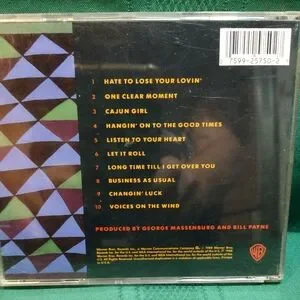 7599-25750-2
1 HATE TO LOSE YOUR LOVIN'
2 ONE CLEAR MOMENT
3 CAJUN GIRL
4 HANGIN' ON TO THE GOOD TIMES
5 LISTEN TO YOUR HEART
6 LET IT ROLL
7 LONG TIME TILL I GET OVER YOU
8 BUSINESS AS USUAL
9 CHANGIN' LUCK
10 VOICES ON THE WIND
PRODUCED BY GEORGE MASSENBURG AND BILL PAYNE